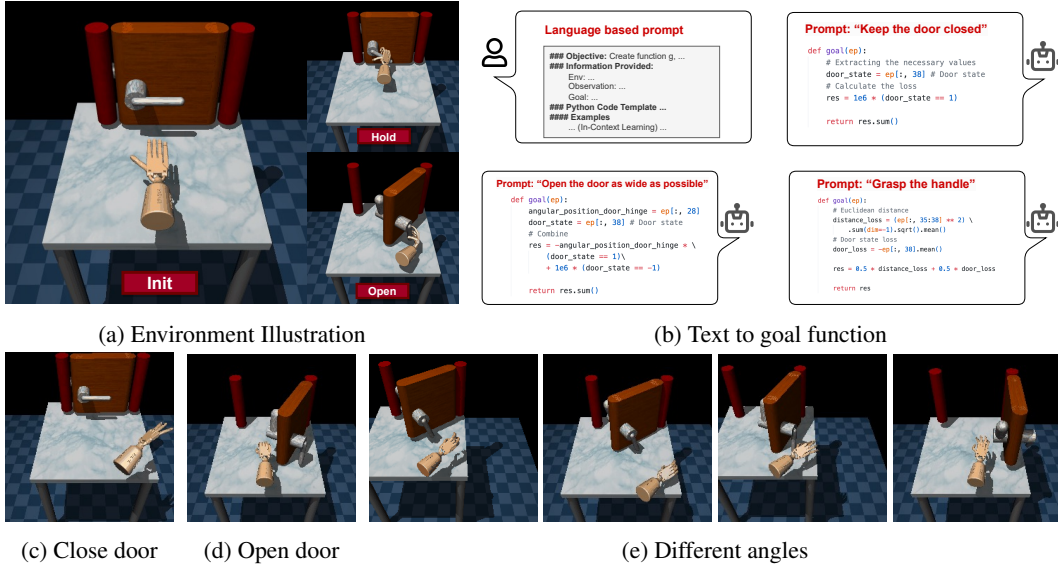 Init
Hold
Open
(a) Environment Illustration
Language based prompt
### Objective: Create function g, ...
### Information Provided:
Env: ...
Observation: ...
Goal: ...
### Python Code Template ...
#### Examples
... (In-Context Learning) ...
Prompt: “Keep the door closed”
def goal(ep):
# Extracting the necessary values
door_state = ep[:, 38] # Door state
# Calculate the loss
res = 1e6 * (door_state == 1)
return res.sum()
Prompt: “Open the door as wide as possible”
def goal(ep):
angular_position_door_hinge = ep[:, 28]
door_state = ep[:, 38] # Door state
# Combine
res = -angular_position_door_hinge * \
(door_state == 1)\
+ 1e6 * (door_state == -1)
return res.sum()
Prompt: “Grasp the handle”
def goal(ep):
# Euclidean distance
distance_loss = (ep[:, 35:38] ** 2) \
.sum(dim=-1).sqrt().mean()
# Door state loss
door_loss = -ep[:, 38].mean()
res = 0.5 * distance_loss + 0.5 * door_loss
return res
(b) Text to goal function
(c) Close door
(d) Open door
(e) Different angles